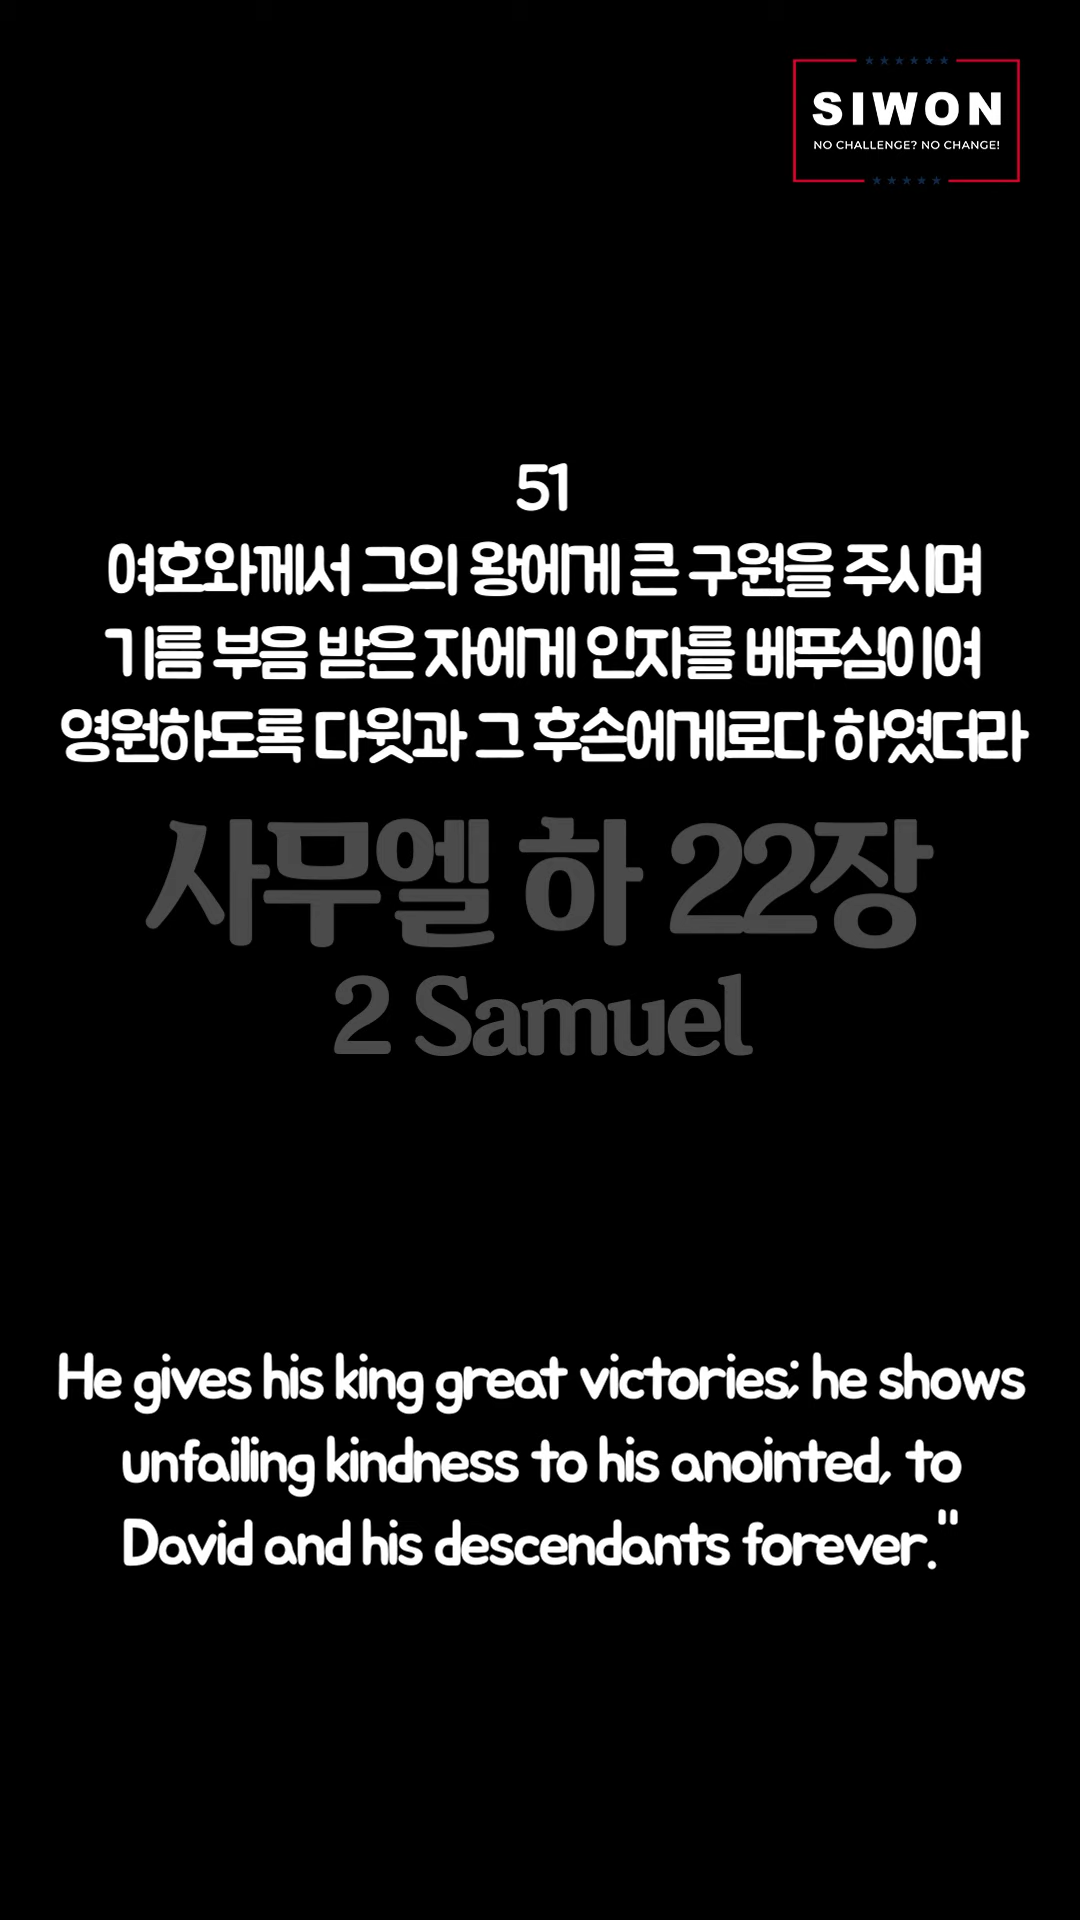 SIWON
NO CHALLENGE? NO CHANGE!
51
여호와께서 그의 왕에게 큰 구원을 주시며
기름 부음 받은 자에게 인자를 베푸심이여
영원하도록 다윗과 그 후손에게로다 하였더라
사무엘 하 22장
2 Samuel
He gives his king great victories; he shows
unfailing kindness to his anointed, to
David and his descendants forever."